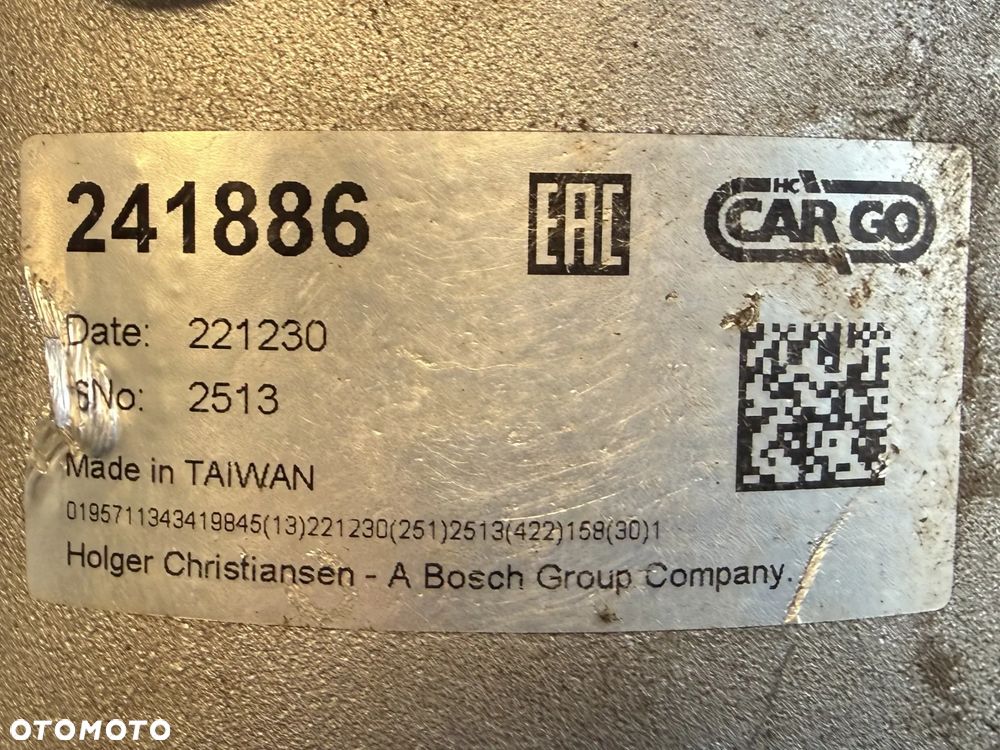 241886
EAC
HC
CARGO
Date: 221230
SNo: 2513
Made in TAIWAN
0195711343419845(13)221230(251)2513(422)158(30)1
Holger Christiansen - A Bosch Group Company.
OTOMOTO